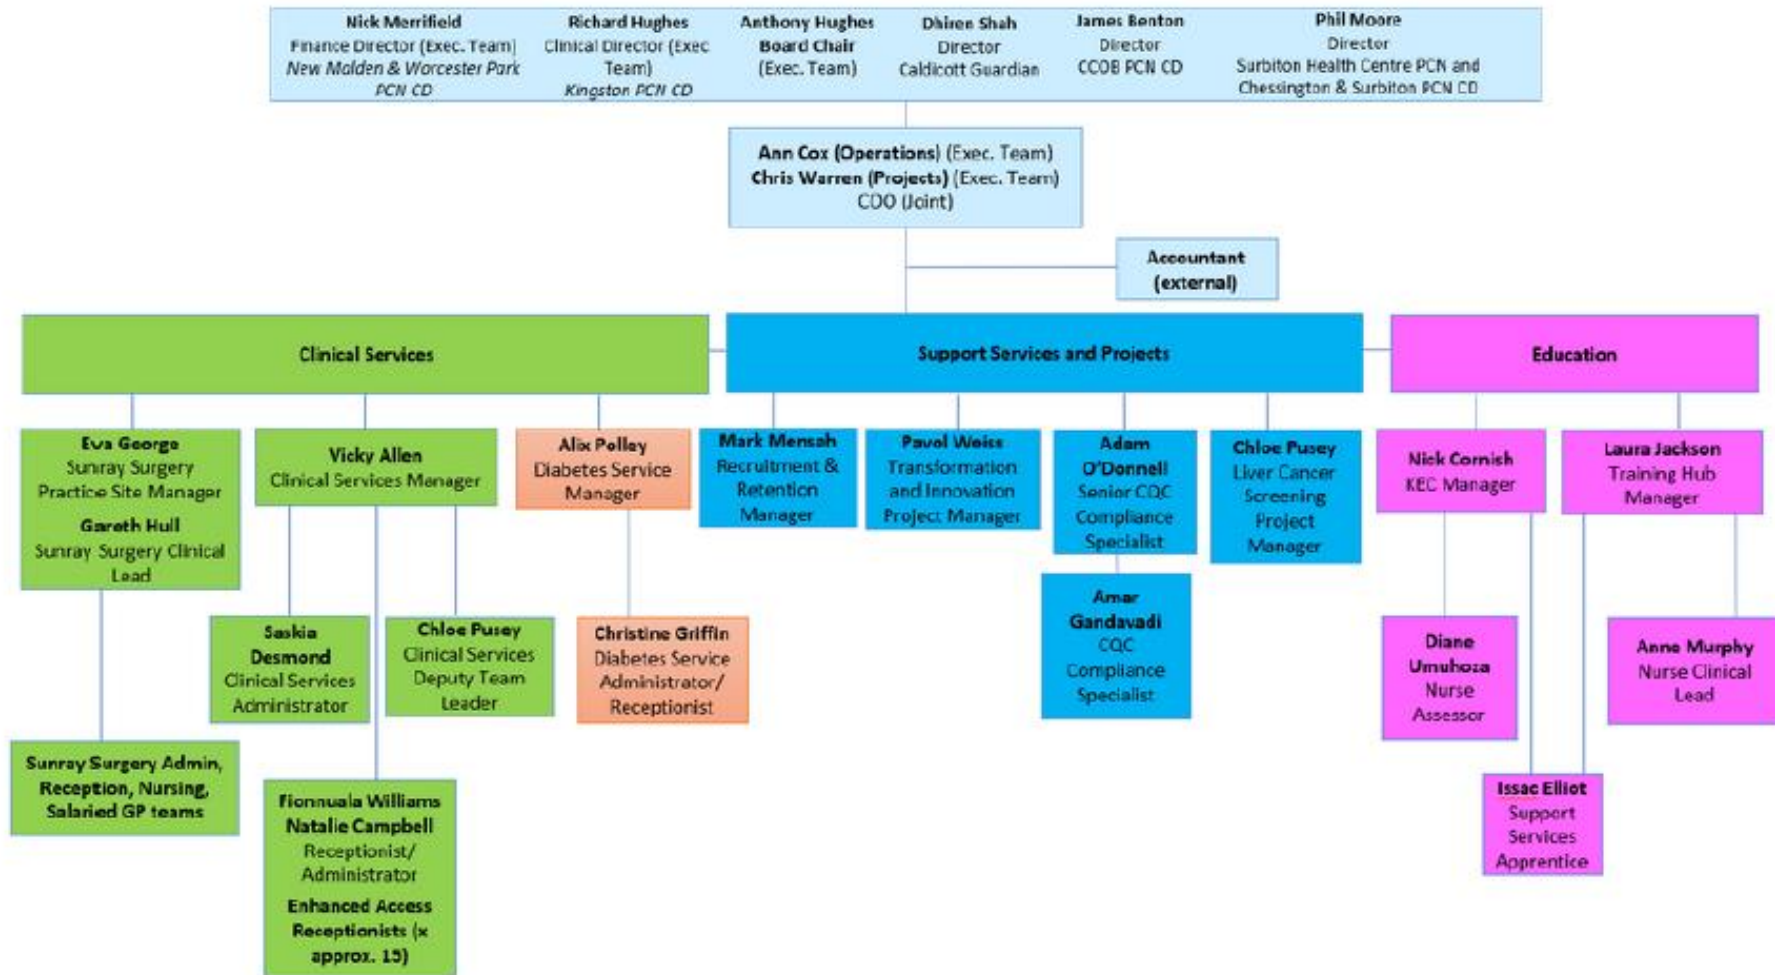 Nick Merrifield
Finance Director (Exec. Team)
New Malden & Worcester Park
PCN CD
Richard Hughes
Clinical Director (Exec
Team)
Kingston PCN CD
Anthony Hughes
Board Chair
(Exec. Team)
Dhiren Shah
Director
Caldicott Guardian
James Benton
Director
CCOB PCN CD
Phil Moore
Director
Surbiton Health Centre PCN and
Chessington & Surbiton PCN CD
Ann Cox (Operations) (Exec. Team)
Chris Warren (Projects) (Exec. Team)
COO (Joint)
Accountant
(external)
Clinical Services
Support Services and Projects
Education
Eva George
Sunray Surgery
Practice Site Manager
Gareth Hull
Sunray Surgery Clinical
Lead
Vicky Allen
Clinical Services Manager
Alix Polley
Diabetes Service
Manager
Mark Mensah
Recruitment &
Retention
Manager
Pavol Weiss
Transformation
and Innovation
Project Manager
Adam
O'Donnell
Senior CQC
Compliance
Specialist
Chloe Pusey
Liver Cancer
Screening
Project
Manager
Nick Cornish
KEC Manager
Laura Jackson
Training Hub
Manager
Saskia
Desmond
Clinical Services
Administrator
Chloe Pusey
Clinical Services
Deputy Team
Leader
Christine Griffin
Diabetes Service
Administrator/
Receptionist
Amar
Gandavadi
CQC
Compliance
Specialist
Diane
Umuhoza
Nurse
Assessor
Anne Murphy
Nurse Clinical
Lead
Sunray Surgery Admin,
Reception, Nursing,
Salaried GP teams
Fionnuala Williams
Natalie Campbell
Receptionist/
Administrator
Enhanced Access
Receptionists (x
approx. 15)
Issac Elliot
Support
Services
Apprentice